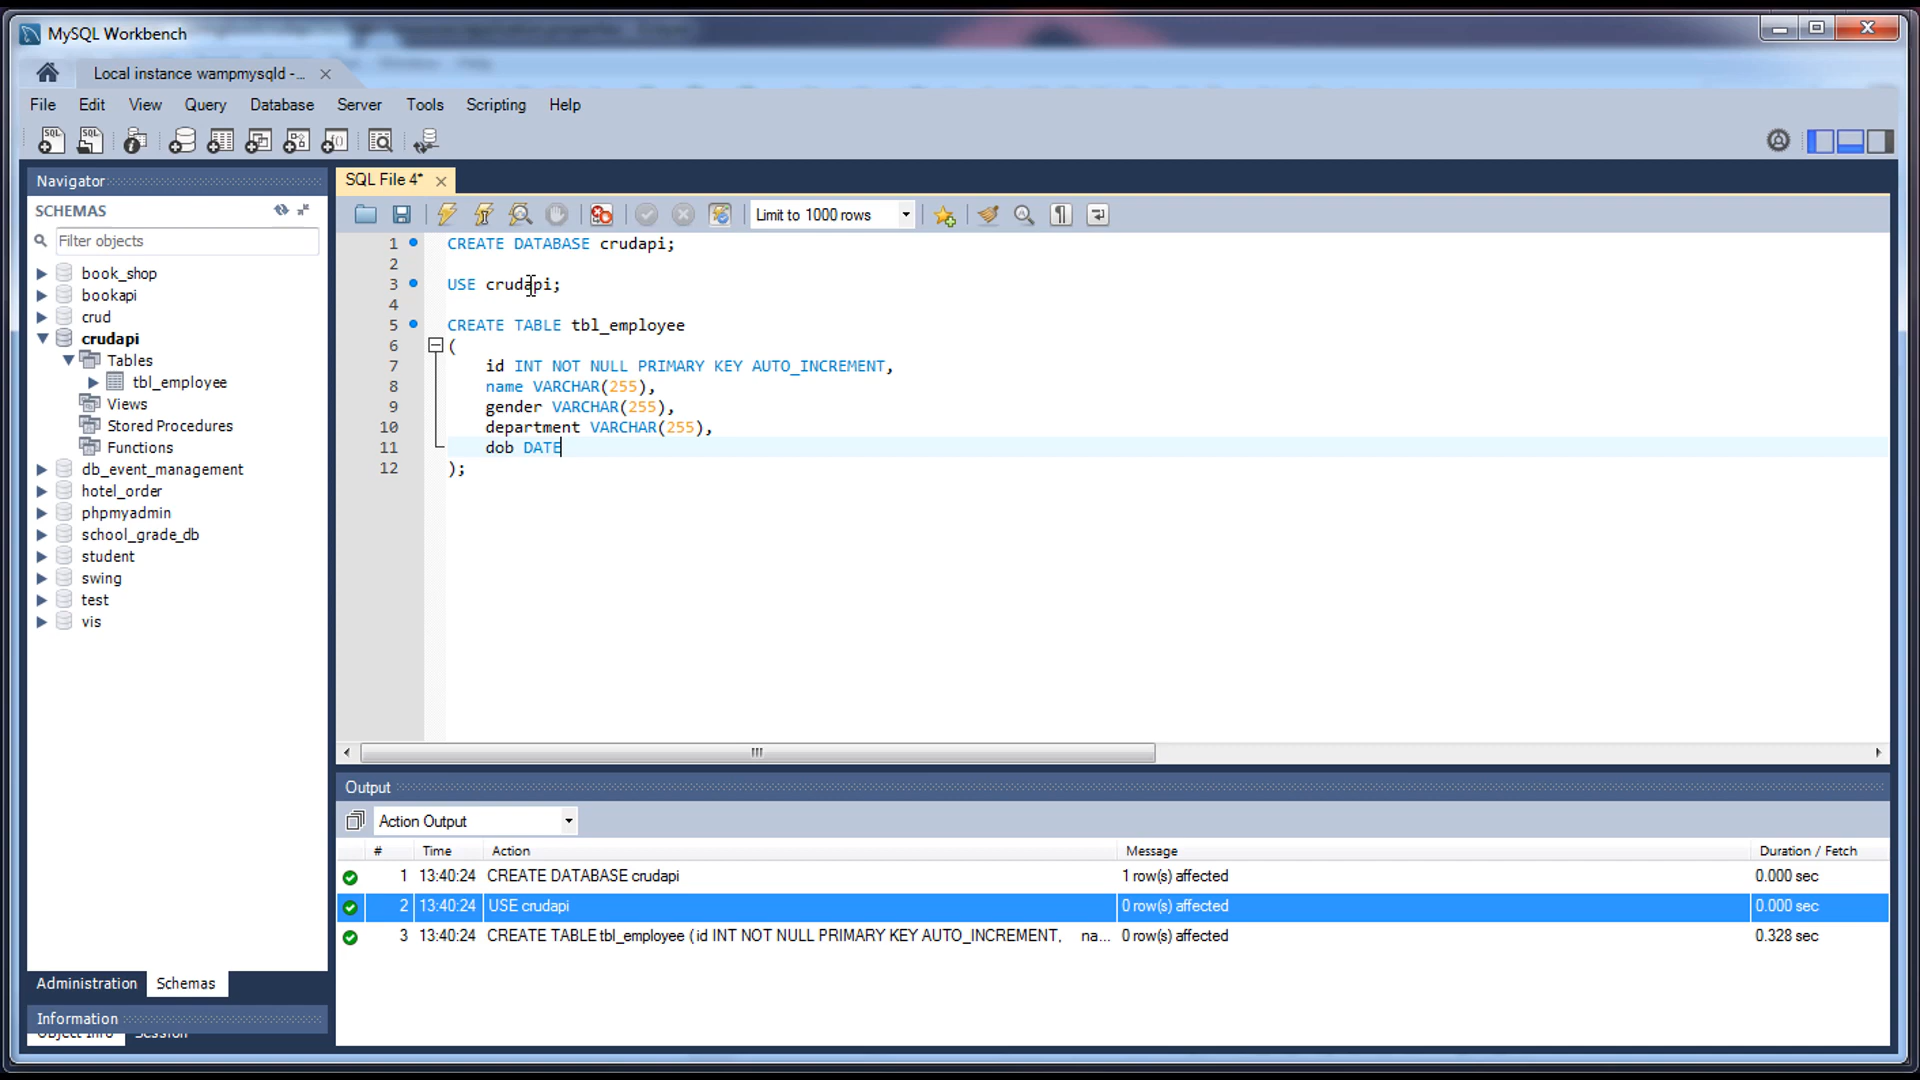 MySQL Workbench
Local instance wampmysqld -...
File Edit View Query Database Server Tools Scripting Help
Navigator
SCHEMAS
Filter objects
book_shop
bookapi
crud
crudapi
Tables
tbl_employee
Views
Stored Procedures
Functions
db_event_management
hotel_order
phpmyadmin
school_grade_db
student
swing
test
vis
Administration Schemas
Information
Object Info Session
SQL File 4*
Limit to 1000 rows
1 CREATE DATABASE crudapi;
2
3 USE crudapi;
4
5 CREATE TABLE tbl_employee
6 (
7 id INT NOT NULL PRIMARY KEY AUTO_INCREMENT,
8 name VARCHAR(255),
9 gender VARCHAR(255),
10 department VARCHAR(255),
11 dob DATE
12 );
Output
Action Output
# Time Action Message Duration / Fetch
1 13:40:24 CREATE DATABASE crudapi 1 row(s) affected 0.000 sec
2 13:40:24 USE crudapi 0 row(s) affected 0.000 sec
3 13:40:24 CREATE TABLE tbl_employee ( id INT NOT NULL PRIMARY KEY AUTO_INCREMENT, na... 0 row(s) affected 0.328 sec